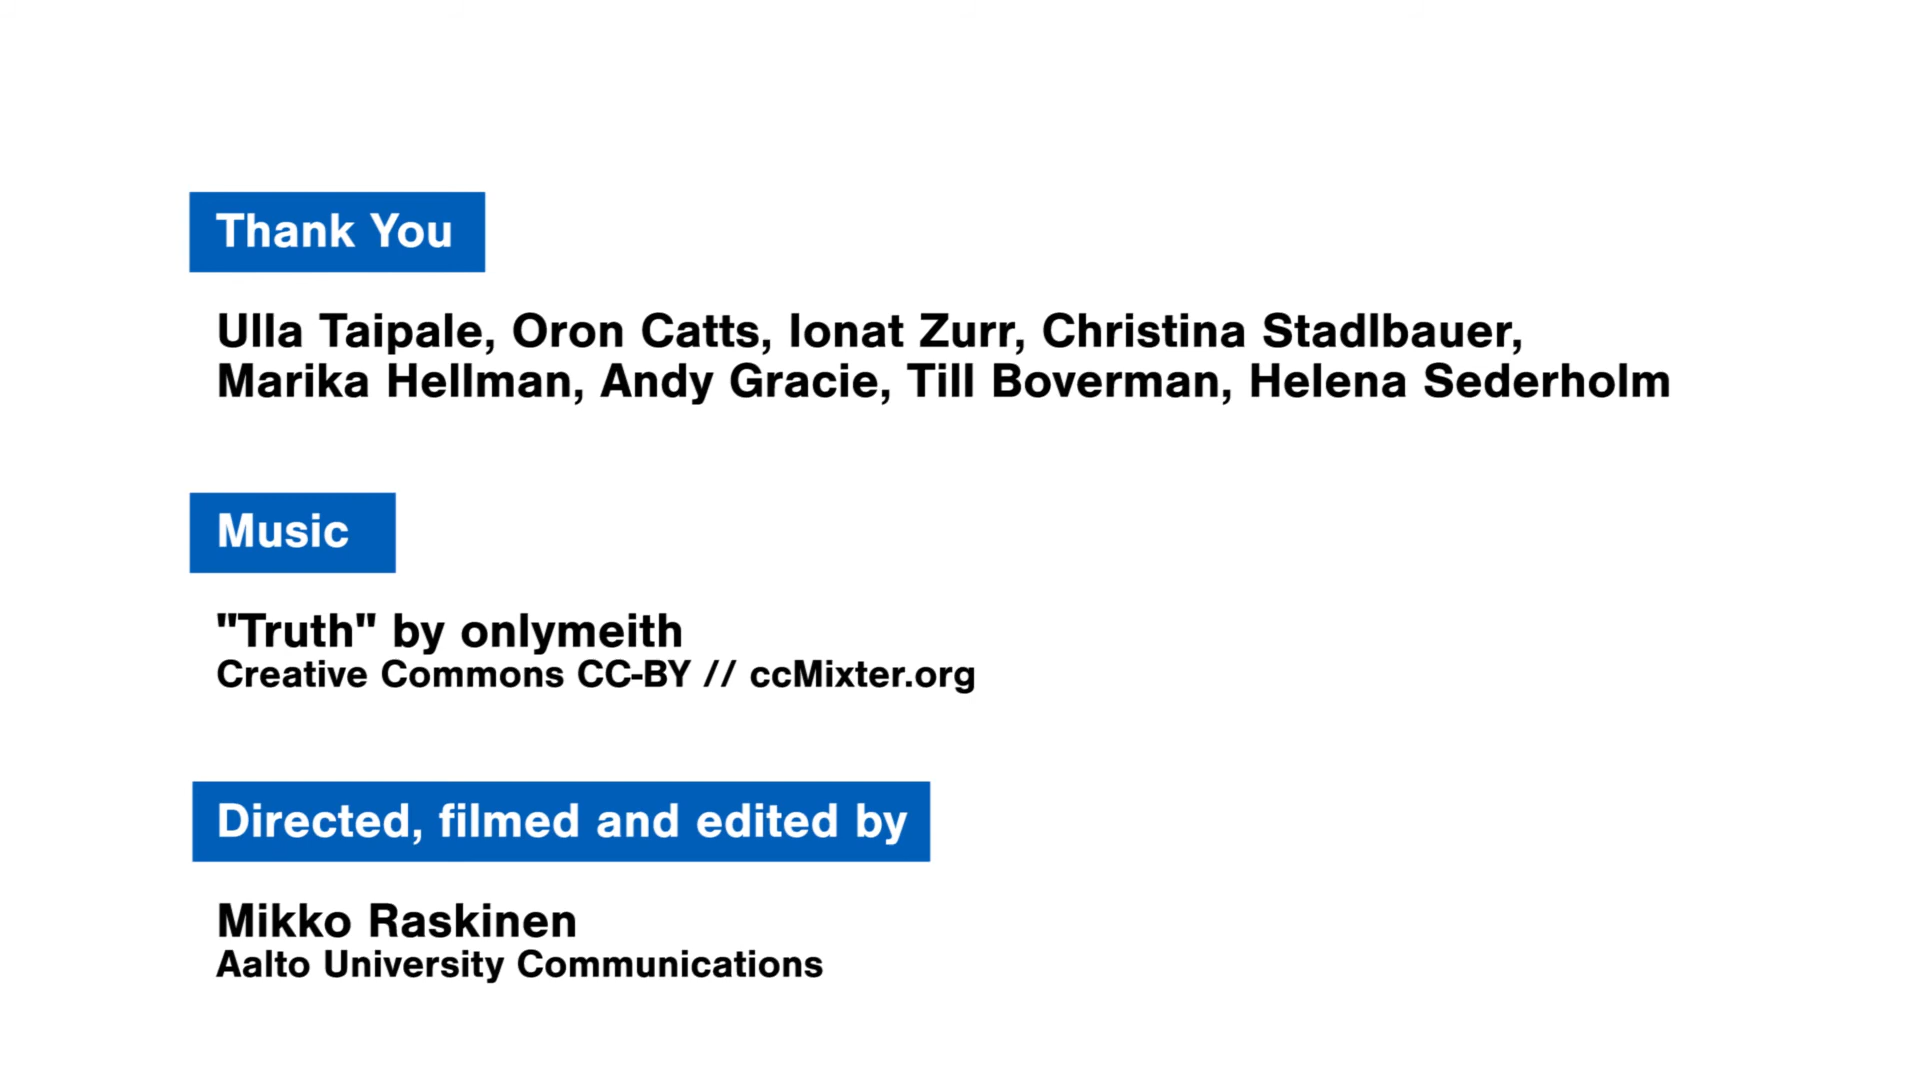 Thank You
Ulla Taipale, Oron Catts, Ionat Zurr, Christina Stadlbauer,
Marika Hellman, Andy Gracie, Till Boverman, Helena Sederholm
Music
"Truth" by onlymeith
Creative Commons CC-BY // ccMixter.org
Directed, filmed and edited by
Mikko Raskinen
Aalto University Communications